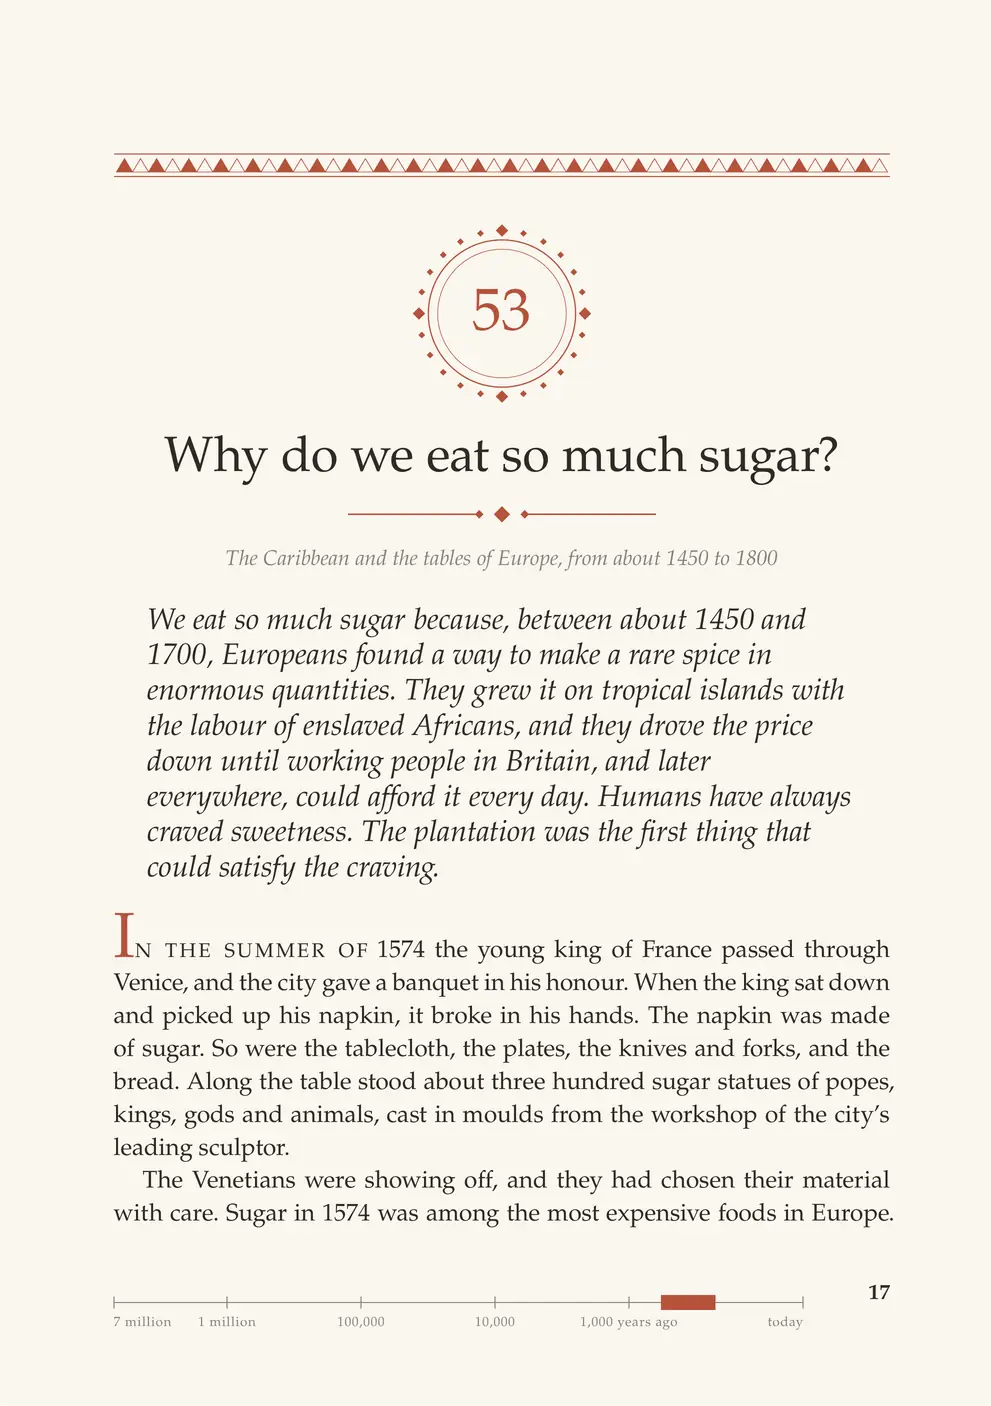 53
Why do we eat so much sugar?
The Caribbean and the tables of Europe, from about 1450 to 1800
We eat so much sugar because, between about 1450 and
1700, Europeans found a way to make a rare spice in
enormous quantities. They grew it on tropical islands with
the labour of enslaved Africans, and they drove the price
down until working people in Britain, and later
everywhere, could afford it every day. Humans have always
craved sweetness. The plantation was the first thing that
could satisfy the craving.
IN THE SUMMER OF 1574 the young king of France passed through
Venice, and the city gave a banquet in his honour. When the king sat down
and picked up his napkin, it broke in his hands. The napkin was made
of sugar. So were the tablecloth, the plates, the knives and forks, and the
bread. Along the table stood about three hundred sugar statues of popes,
kings, gods and animals, cast in moulds from the workshop of the city’s
leading sculptor.
The Venetians were showing off, and they had chosen their material
with care. Sugar in 1574 was among the most expensive foods in Europe.
17
7 million 1 million 100,000 10,000 1,000 years ago today